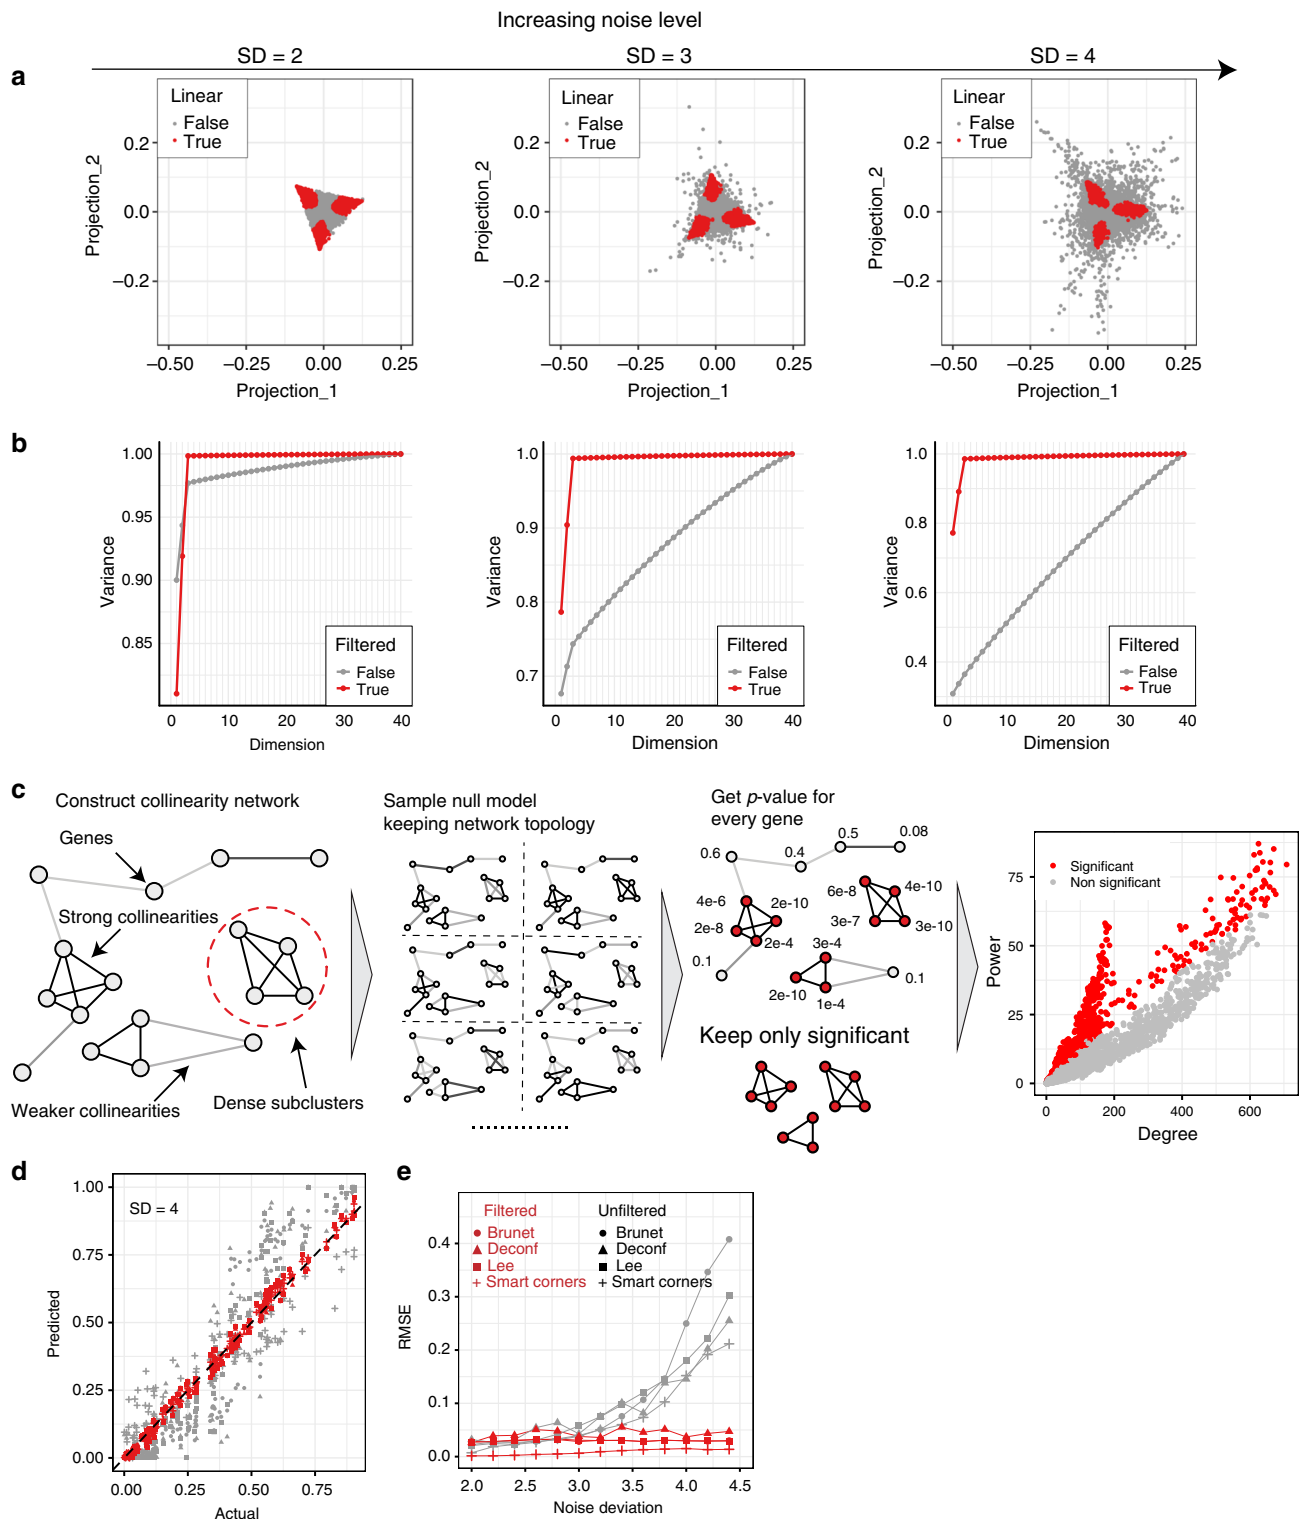 Increasing noise level
SD = 2
SD = 3
SD = 4
a
Linear
False
True
0.2
0.0
−0.2
Projection_2
−0.50
−0.25
0.00
0.25
Projection_1
Linear
False
True
0.2
0.0
−0.2
Projection_2
−0.50
−0.25
0.00
0.25
Projection_1
Linear
False
True
0.2
0.0
−0.2
Projection_2
−0.50
−0.25
0.00
0.25
Projection_1
b
1.00
0.95
0.90
0.85
Variance
Filtered
False
True
0
10
20
30
40
Dimension
1.0
0.9
0.8
0.7
Variance
Filtered
False
True
0
10
20
30
40
Dimension
1.0
0.8
0.6
0.4
Variance
Filtered
False
True
0
10
20
30
40
Dimension
c
Construct collinearity network
Genes
Strong collinearities
Weaker collinearities
Dense subclusters
Sample null model
keeping network topology
Get p-value for
every gene
0.6
0.4
0.5
0.08
4e-6
2e-10
2e-8
2e-4
6e-8
4e-10
3e-7
3e-10
0.1
3e-4
2e-10
1e-4
0.1
Keep only significant
Significant
Non significant
75
50
25
0
Power
0
200
400
600
Degree
d
SD = 4
1.00
0.75
0.50
0.25
0.00
Predicted
0.00
0.25
0.50
0.75
Actual
e
Filtered
Brunet
Deconf
Lee
Smart corners
Unfiltered
Brunet
Deconf
Lee
Smart corners
0.4
0.3
0.2
0.1
0.0
RMSE
2.0
2.5
3.0
3.5
4.0
4.5
Noise deviation